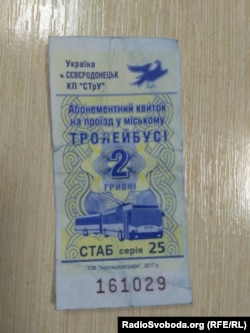 Україна
м. СЄВЄРОДОНЕЦЬК
КП "СТрУ"
Абонементний квиток
на проїзд у міському
ТРОЛЕЙБУСІ
2
ГРИВНІ
СТАБ серія 25
2017 р.
161029
RadioSvoboda.org (RFE/RL)